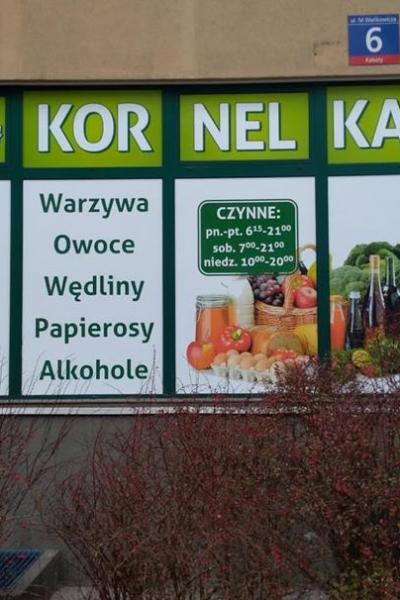 ul. M.Wańkowicza
6
Kabaty
KOR NEL KA
Warzywa
Owoce
Wędliny
Papierosy
Alkohole
CZYNNE:
pn.-pt. 6¹⁵-21⁰⁰
sob. 7⁰⁰-21⁰⁰
niedz. 10⁰⁰-20⁰⁰